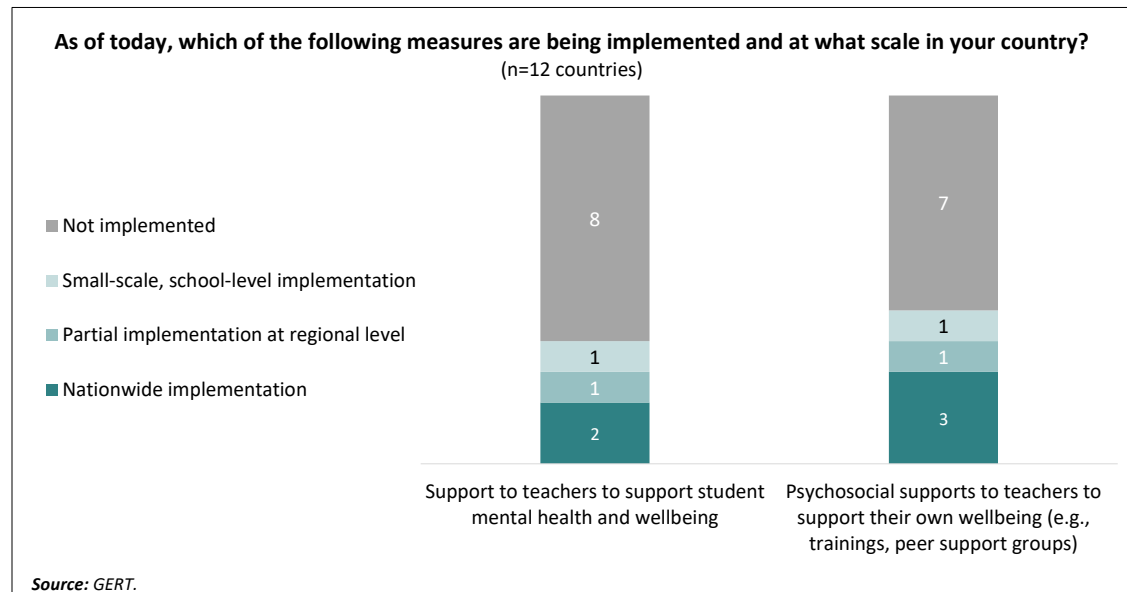 As of today, which of the following measures are being implemented and at what scale in your country?
(n=12 countries)
Not implemented
Small-scale, school-level implementation
Partial implementation at regional level
Nationwide implementation
8
1
1
2
7
1
1
3
Support to teachers to support student
mental health and wellbeing
Psychosocial supports to teachers to
support their own wellbeing (e.g.,
trainings, peer support groups)
Source: GERT.